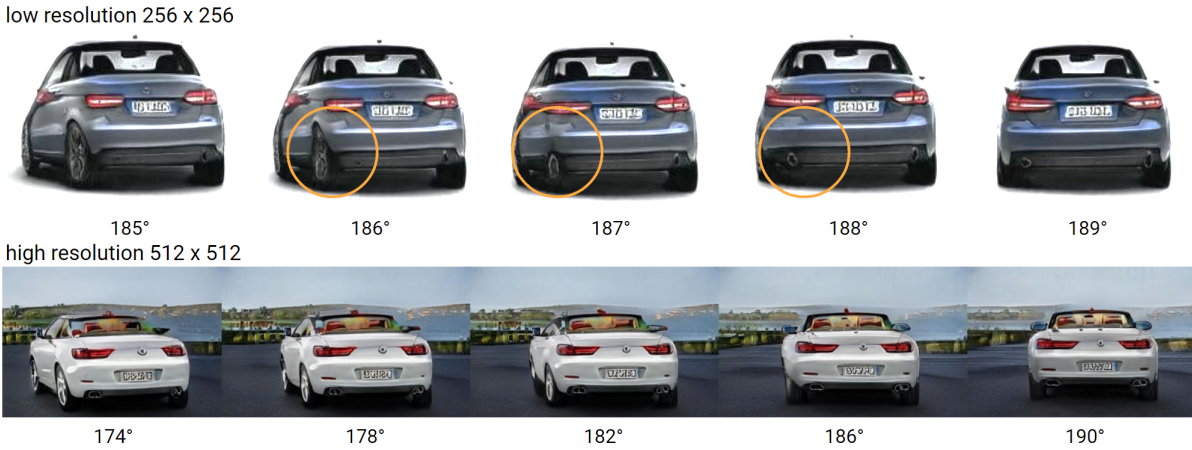 low resolution 256 x 256
185° 186° 187° 188° 189°
high resolution 512 x 512
174° 178° 182° 186° 190°